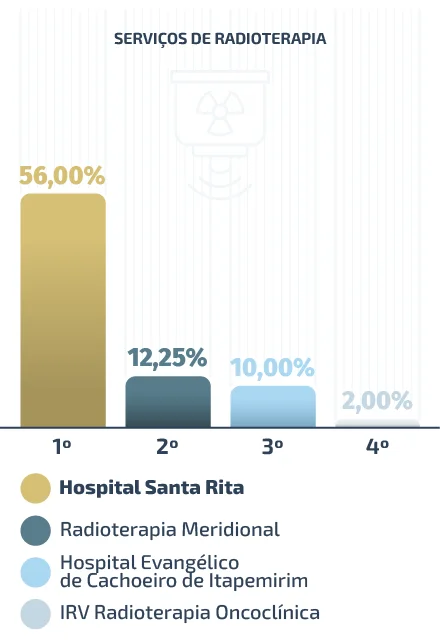 SERVIÇOS DE RADIOTERAPIA
56,00%
12,25%
10,00%
2,00%
1º
2º
3º
4º
Hospital Santa Rita
Radioterapia Meridional
Hospital Evangélico
de Cachoeiro de Itapemirim
IRV Radioterapia Oncoclínica